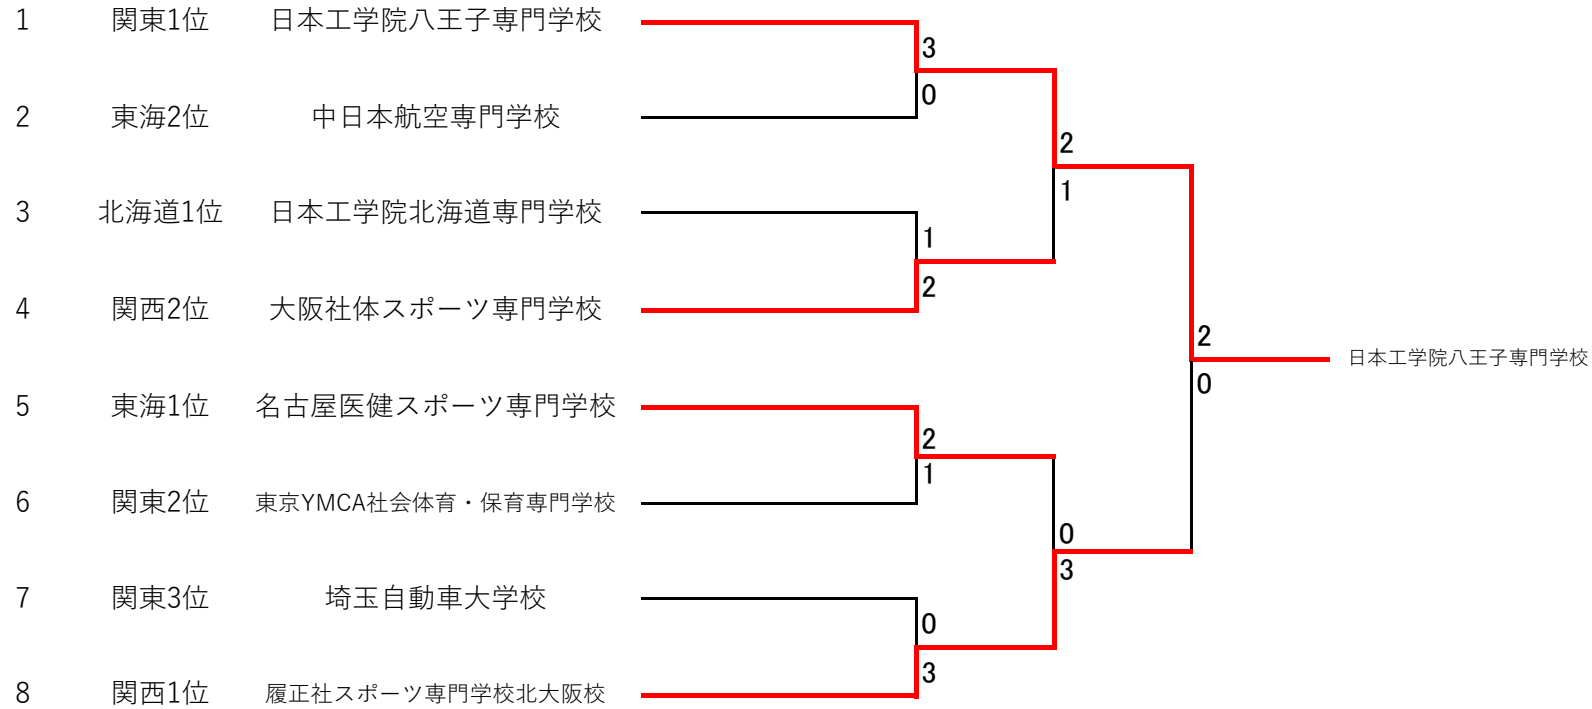 1 関東1位 日本工学院八王子専門学校
3
0
2 東海2位 中日本航空専門学校
2
1
3 北海道1位 日本工学院北海道専門学校
1
2
4 関西2位 大阪社体スポーツ専門学校
2
日本工学院八王子専門学校
0
5 東海1位 名古屋医健スポーツ専門学校
2
1
6 関東2位 東京YMCA社会体育・保育専門学校
0
3
7 関東3位 埼玉自動車大学校
0
3
8 関西1位 履正社スポーツ専門学校北大阪校